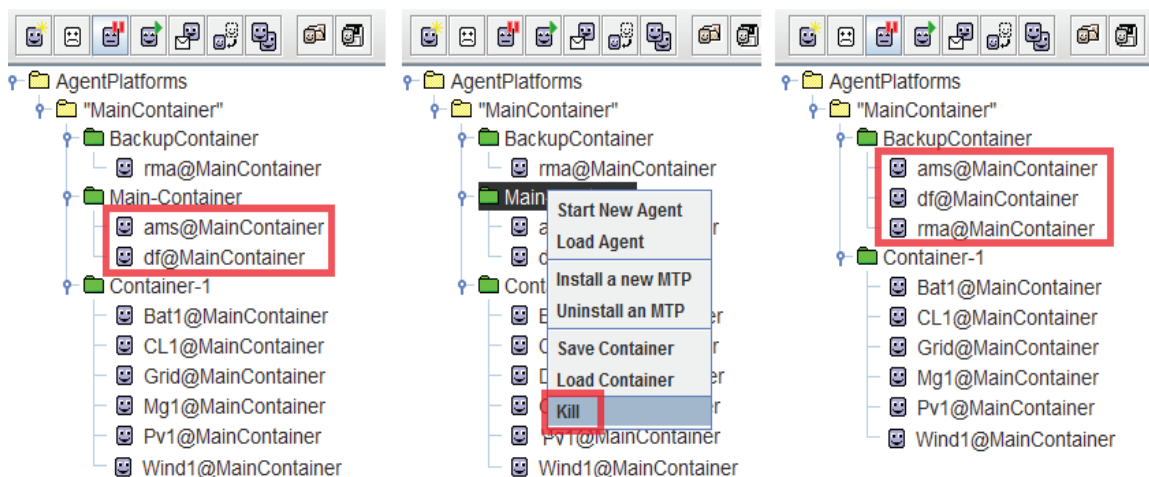 AgentPlatforms
"MainContainer"
BackupContainer
rma@MainContainer
Main-Container
ams@MainContainer
df@MainContainer
Container-1
Bat1@MainContainer
CL1@MainContainer
Grid@MainContainer
Mg1@MainContainer
Pv1@MainContainer
Wind1@MainContainer
AgentPlatforms
"MainContainer"
BackupContainer
rma@MainContainer
Main
Start New Agent
Load Agent
Install a new MTP
Uninstall an MTP
Save Container
Load Container
Kill
Pv1@MainContainer
Wind1@MainContainer
AgentPlatforms
"MainContainer"
BackupContainer
ams@MainContainer
df@MainContainer
rma@MainContainer
Container-1
Bat1@MainContainer
CL1@MainContainer
Grid@MainContainer
Mg1@MainContainer
Pv1@MainContainer
Wind1@MainContainer